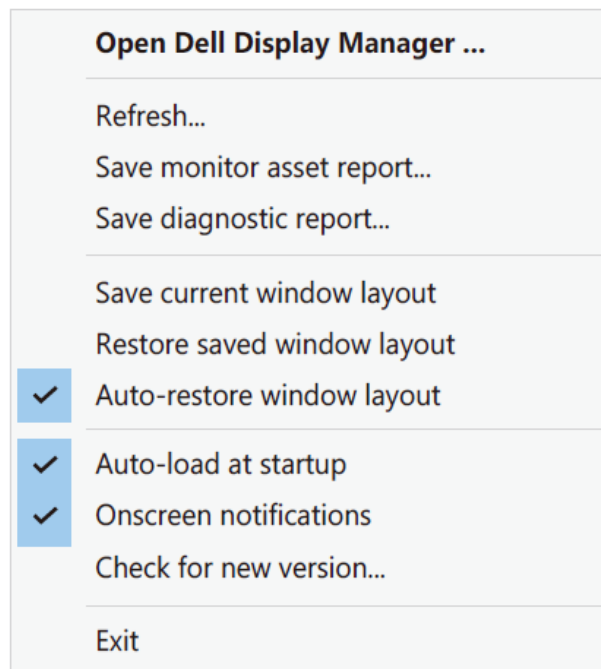 Open Dell Display Manager ...
Refresh...
Save monitor asset report...
Save diagnostic report...
Save current window layout
Restore saved window layout
Auto-restore window layout
Auto-load at startup
Onscreen notifications
Check for new version...
Exit